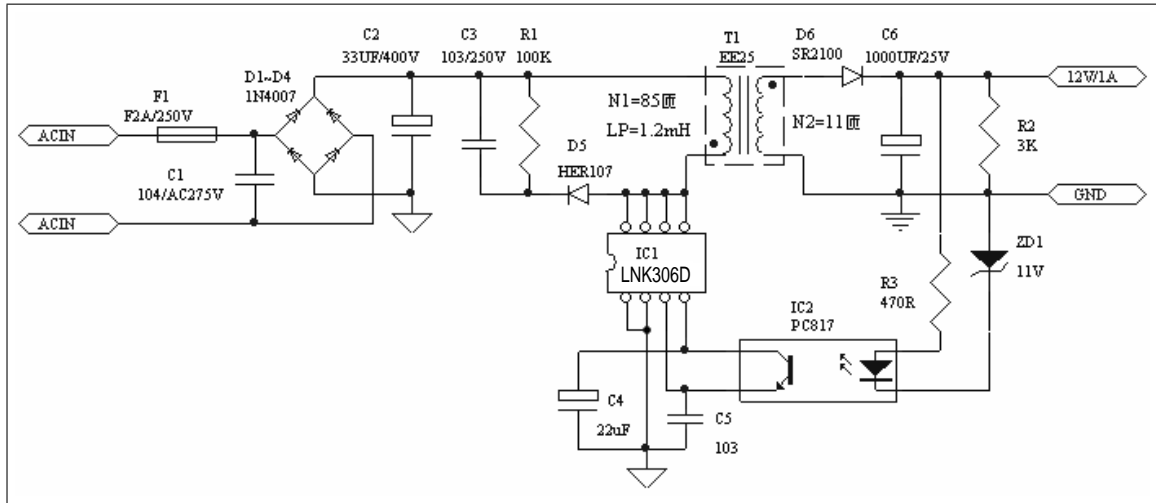 C2
33UF/400V
C3
103/250V
R1
100K
T1
EE25
D6
SR2100
C6
1000UF/25V
D1~D4
1N4007
12V/1A
F1
F2A/250V
N1=85匝
LP=1.2mH
N2=11匝
R2
3K
ACIN
D5
HER107
C1
104/AC275V
GND
ACIN
IC1
LNK306D
ZD1
11V
R3
470R
IC2
PC817
C4
22uF
C5
103